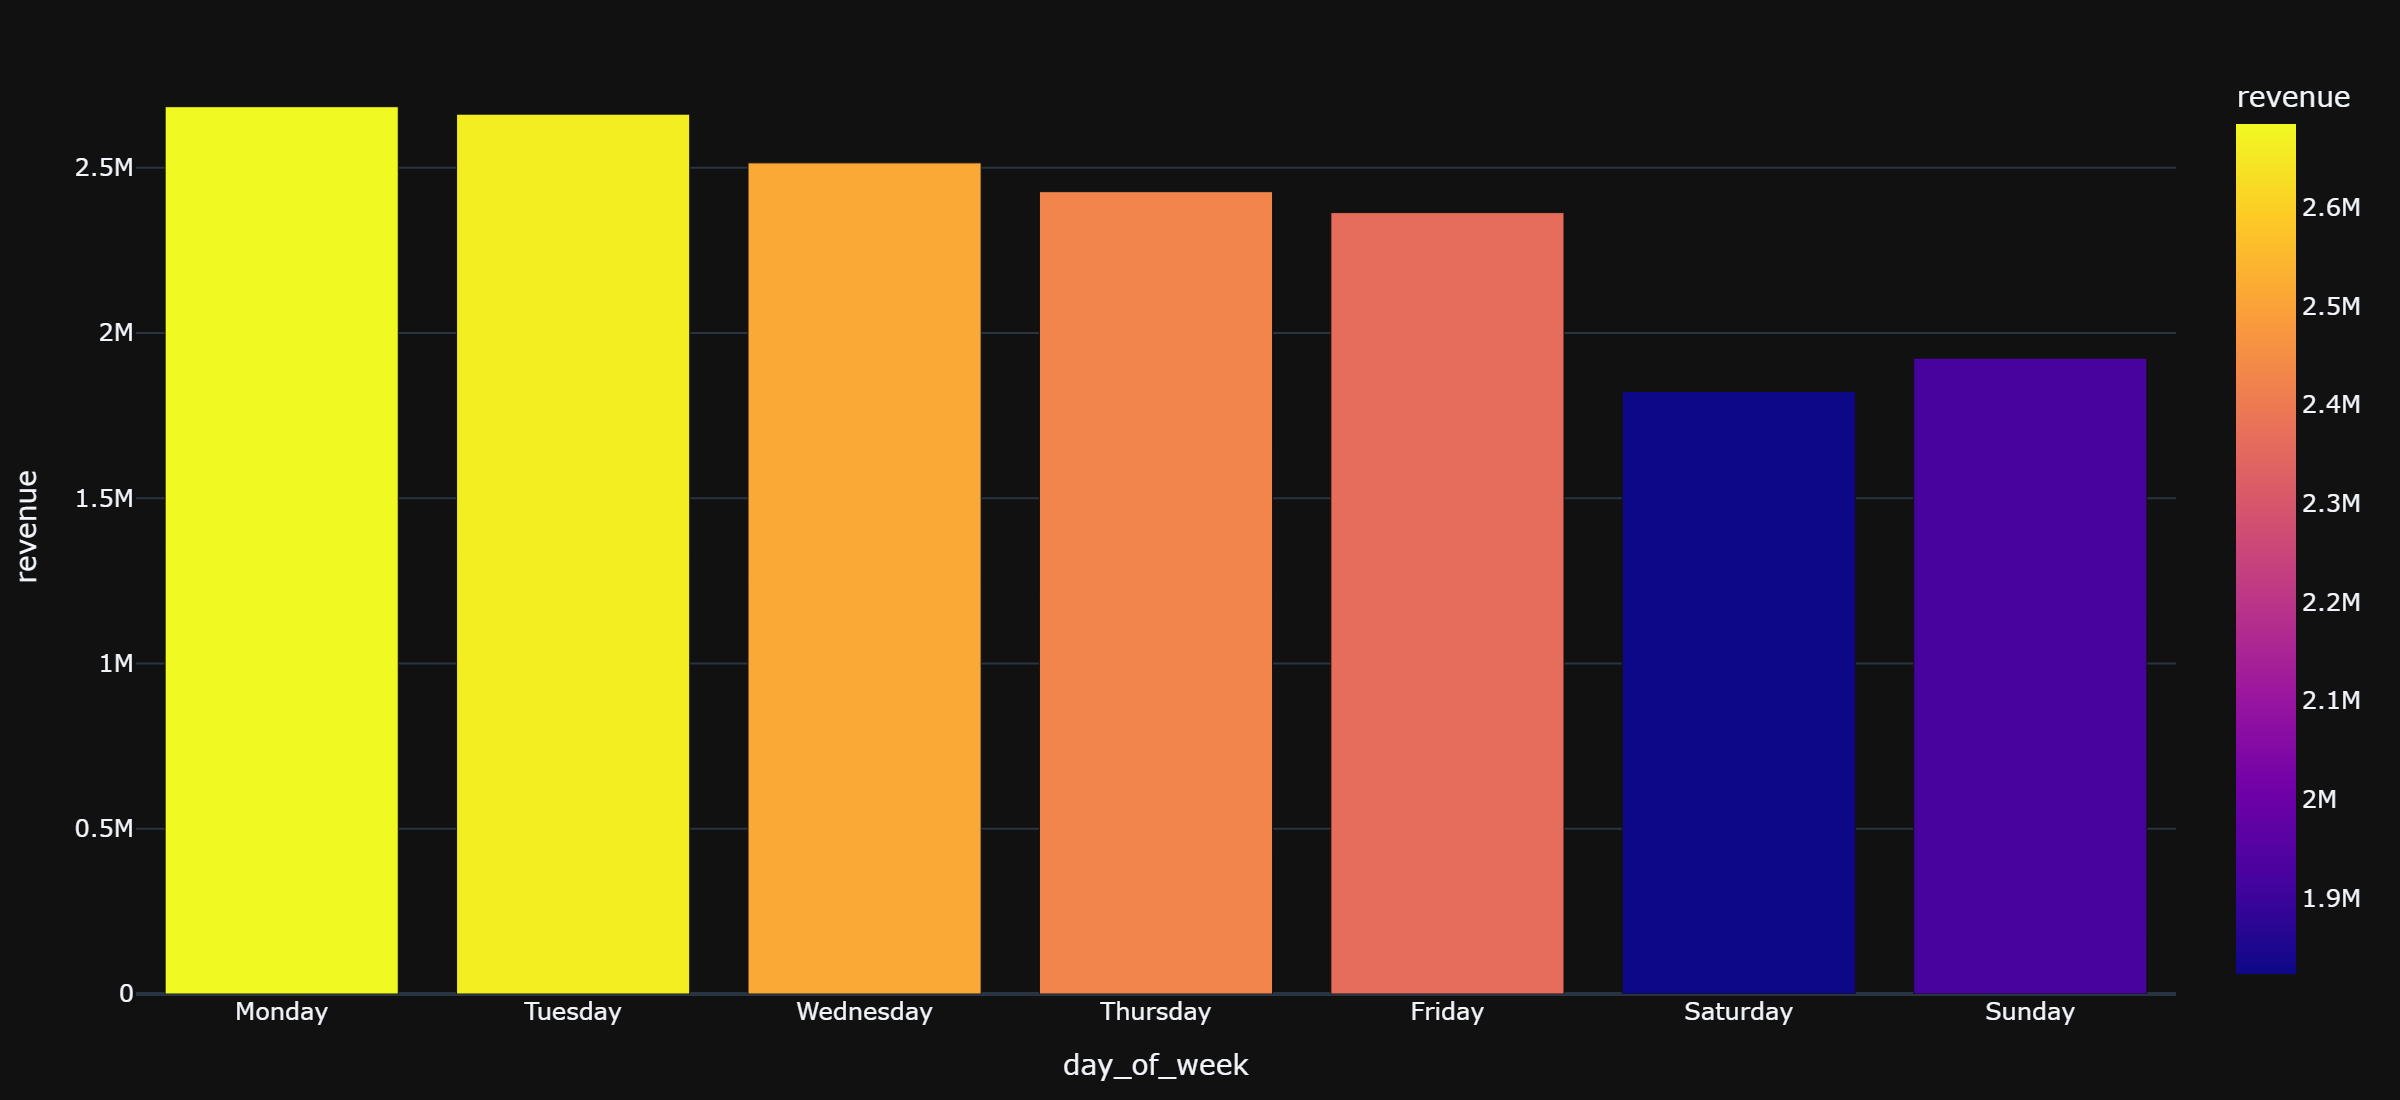 revenue
2.5M
2M
1.5M
1M
0.5M
0
Monday Tuesday Wednesday Thursday Friday Saturday Sunday
day_of_week
revenue
2.6M
2.5M
2.4M
2.3M
2.2M
2.1M
2M
1.9M